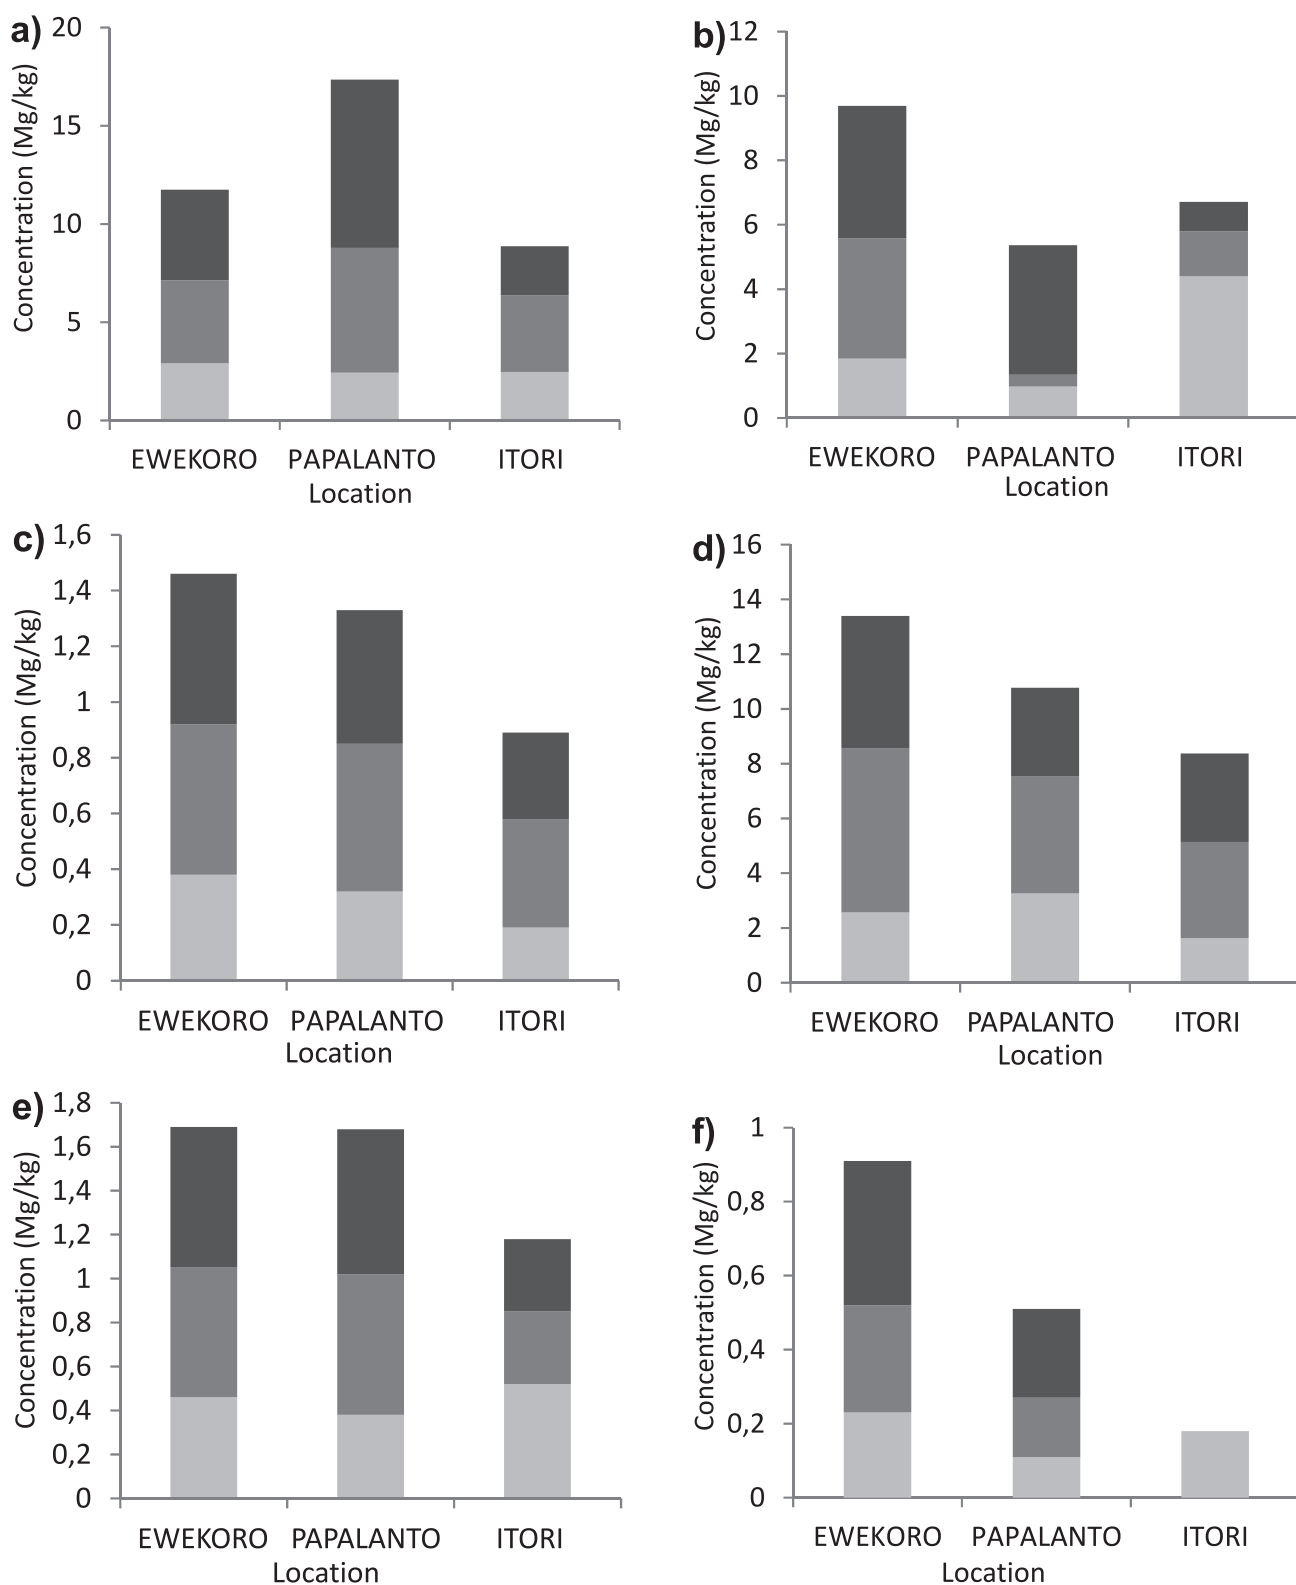 a)
Concentration (Mg/kg)
20
15
10
5
0
EWEKORO PAPALANTO ITORI
Location
b)
Concentration (Mg/kg)
12
10
8
6
4
2
0
EWEKORO PAPALANTO ITORI
Location
c)
Concentration (Mg/kg)
1,6
1,4
1,2
1
0,8
0,6
0,4
0,2
0
EWEKORO PAPALANTO ITORI
Location
d)
Concentration (Mg/kg)
16
14
12
10
8
6
4
2
0
EWEKORO PAPALANTO ITORI
Location
e)
Concentration (Mg/kg)
1,8
1,6
1,4
1,2
1
0,8
0,6
0,4
0,2
0
EWEKORO PAPALANTO ITORI
Location
f)
Concentration (Mg/kg)
1
0,8
0,6
0,4
0,2
0
EWEKORO PAPALANTO ITORI
Location